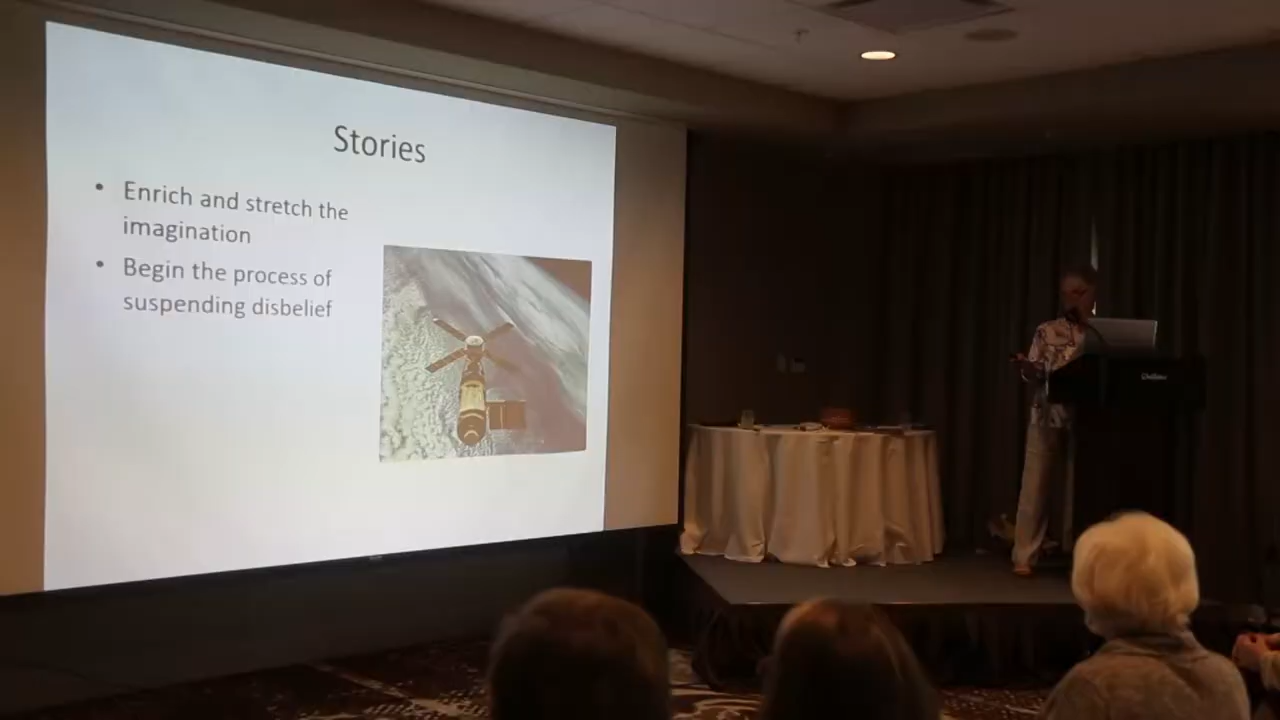 Stories
• Enrich and stretch the
imagination
• Begin the process of
suspending disbelief